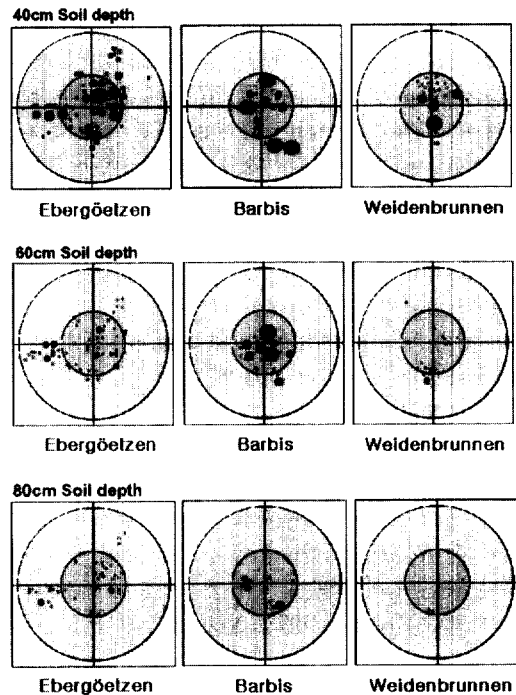 40cm Soil depth
Ebergöetzen Barbis Weidenbrunnen
60cm Soil depth
Ebergöetzen Barbis Weidenbrunnen
80cm Soil depth
Ebergöetzen Barbis Weidenbrunnen